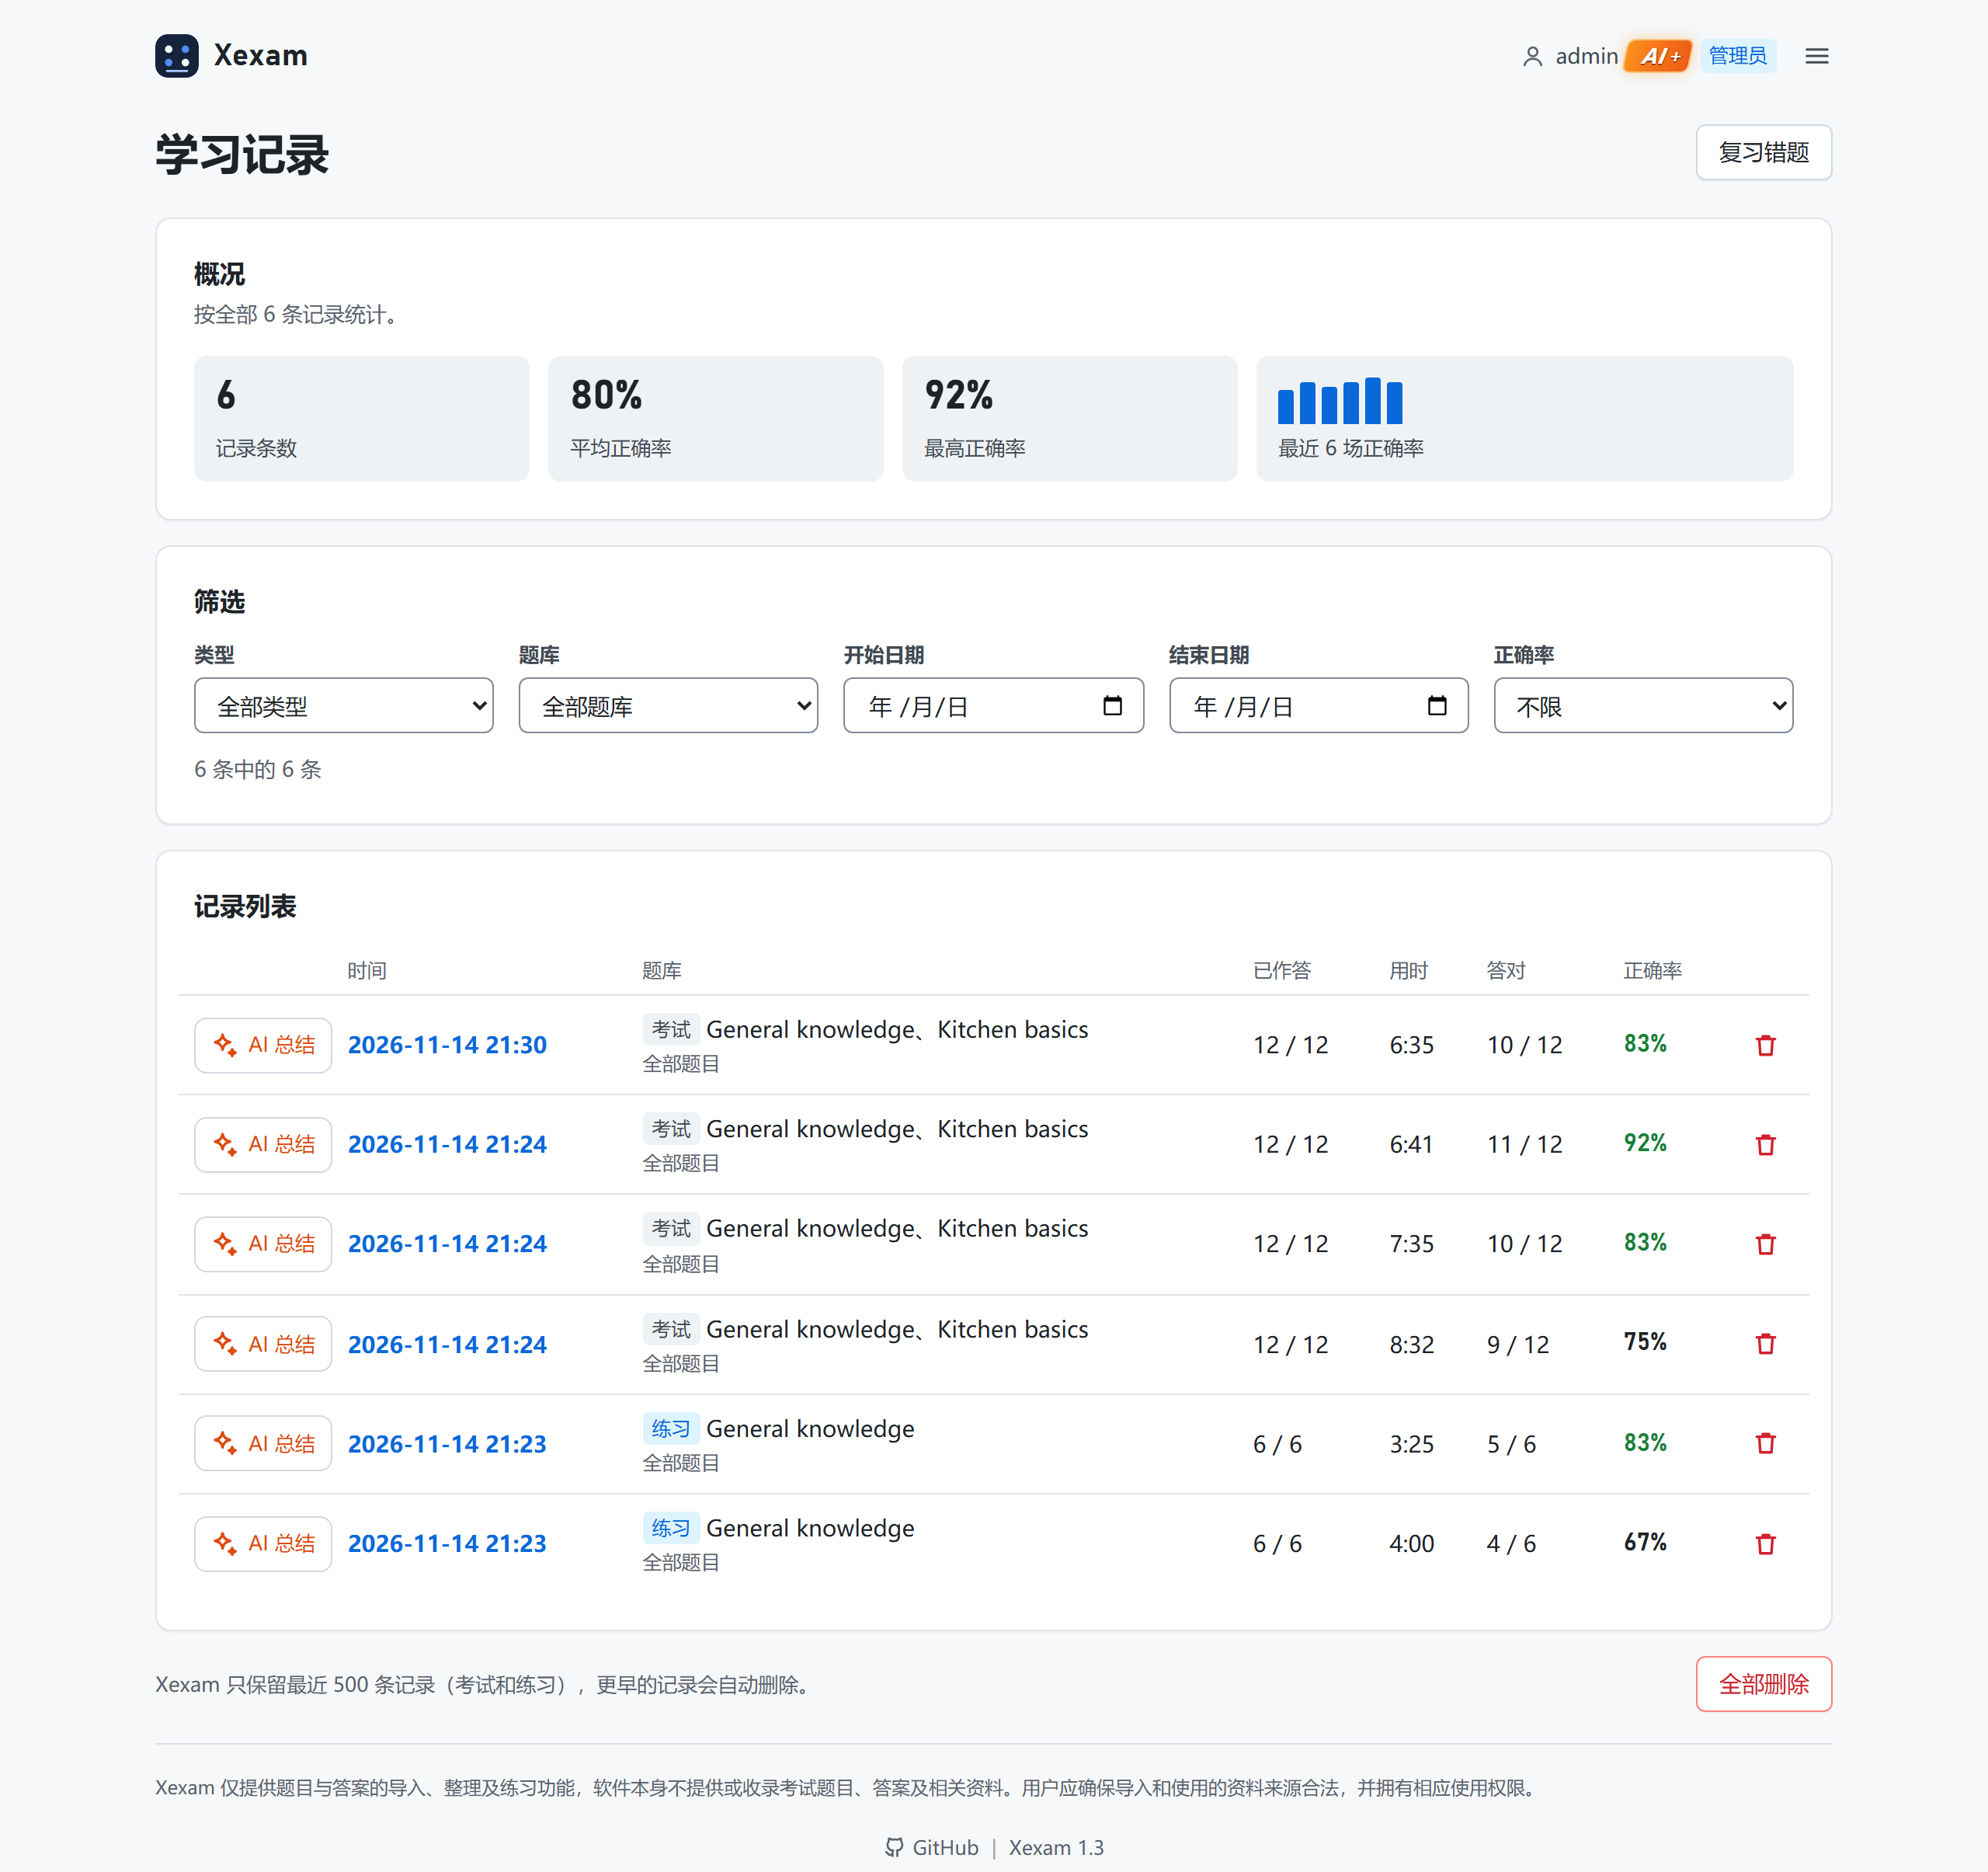 Xexam
admin AI+ 管理员
学习记录
复习错题
概况
按全部 6 条记录统计。
6
记录条数
80%
平均正确率
92%
最高正确率
最近 6 场正确率
筛选
类型
全部类型
题库
全部题库
开始日期
年 /月/日
结束日期
年 /月/日
正确率
不限
6 条中的 6 条
记录列表
时间 题库 已作答 用时 答对 正确率
AI 总结 2026-11-14 21:30 考试 General knowledge、Kitchen basics 12 / 12 6:35 10 / 12 83%
全部题目
AI 总结 2026-11-14 21:24 考试 General knowledge、Kitchen basics 12 / 12 6:41 11 / 12 92%
全部题目
AI 总结 2026-11-14 21:24 考试 General knowledge、Kitchen basics 12 / 12 7:35 10 / 12 83%
全部题目
AI 总结 2026-11-14 21:24 考试 General knowledge、Kitchen basics 12 / 12 8:32 9 / 12 75%
全部题目
AI 总结 2026-11-14 21:23 练习 General knowledge 6 / 6 3:25 5 / 6 83%
全部题目
AI 总结 2026-11-14 21:23 练习 General knowledge 6 / 6 4:00 4 / 6 67%
全部题目
Xexam 只保留最近 500 条记录（考试和练习），更早的记录会自动删除。
全部删除
Xexam 仅提供题目与答案的导入、整理及练习功能，软件本身不提供或收录考试题目、答案及相关资料。用户应确保导入和使用的资料来源合法，并拥有相应使用权限。
GitHub | Xexam 1.3